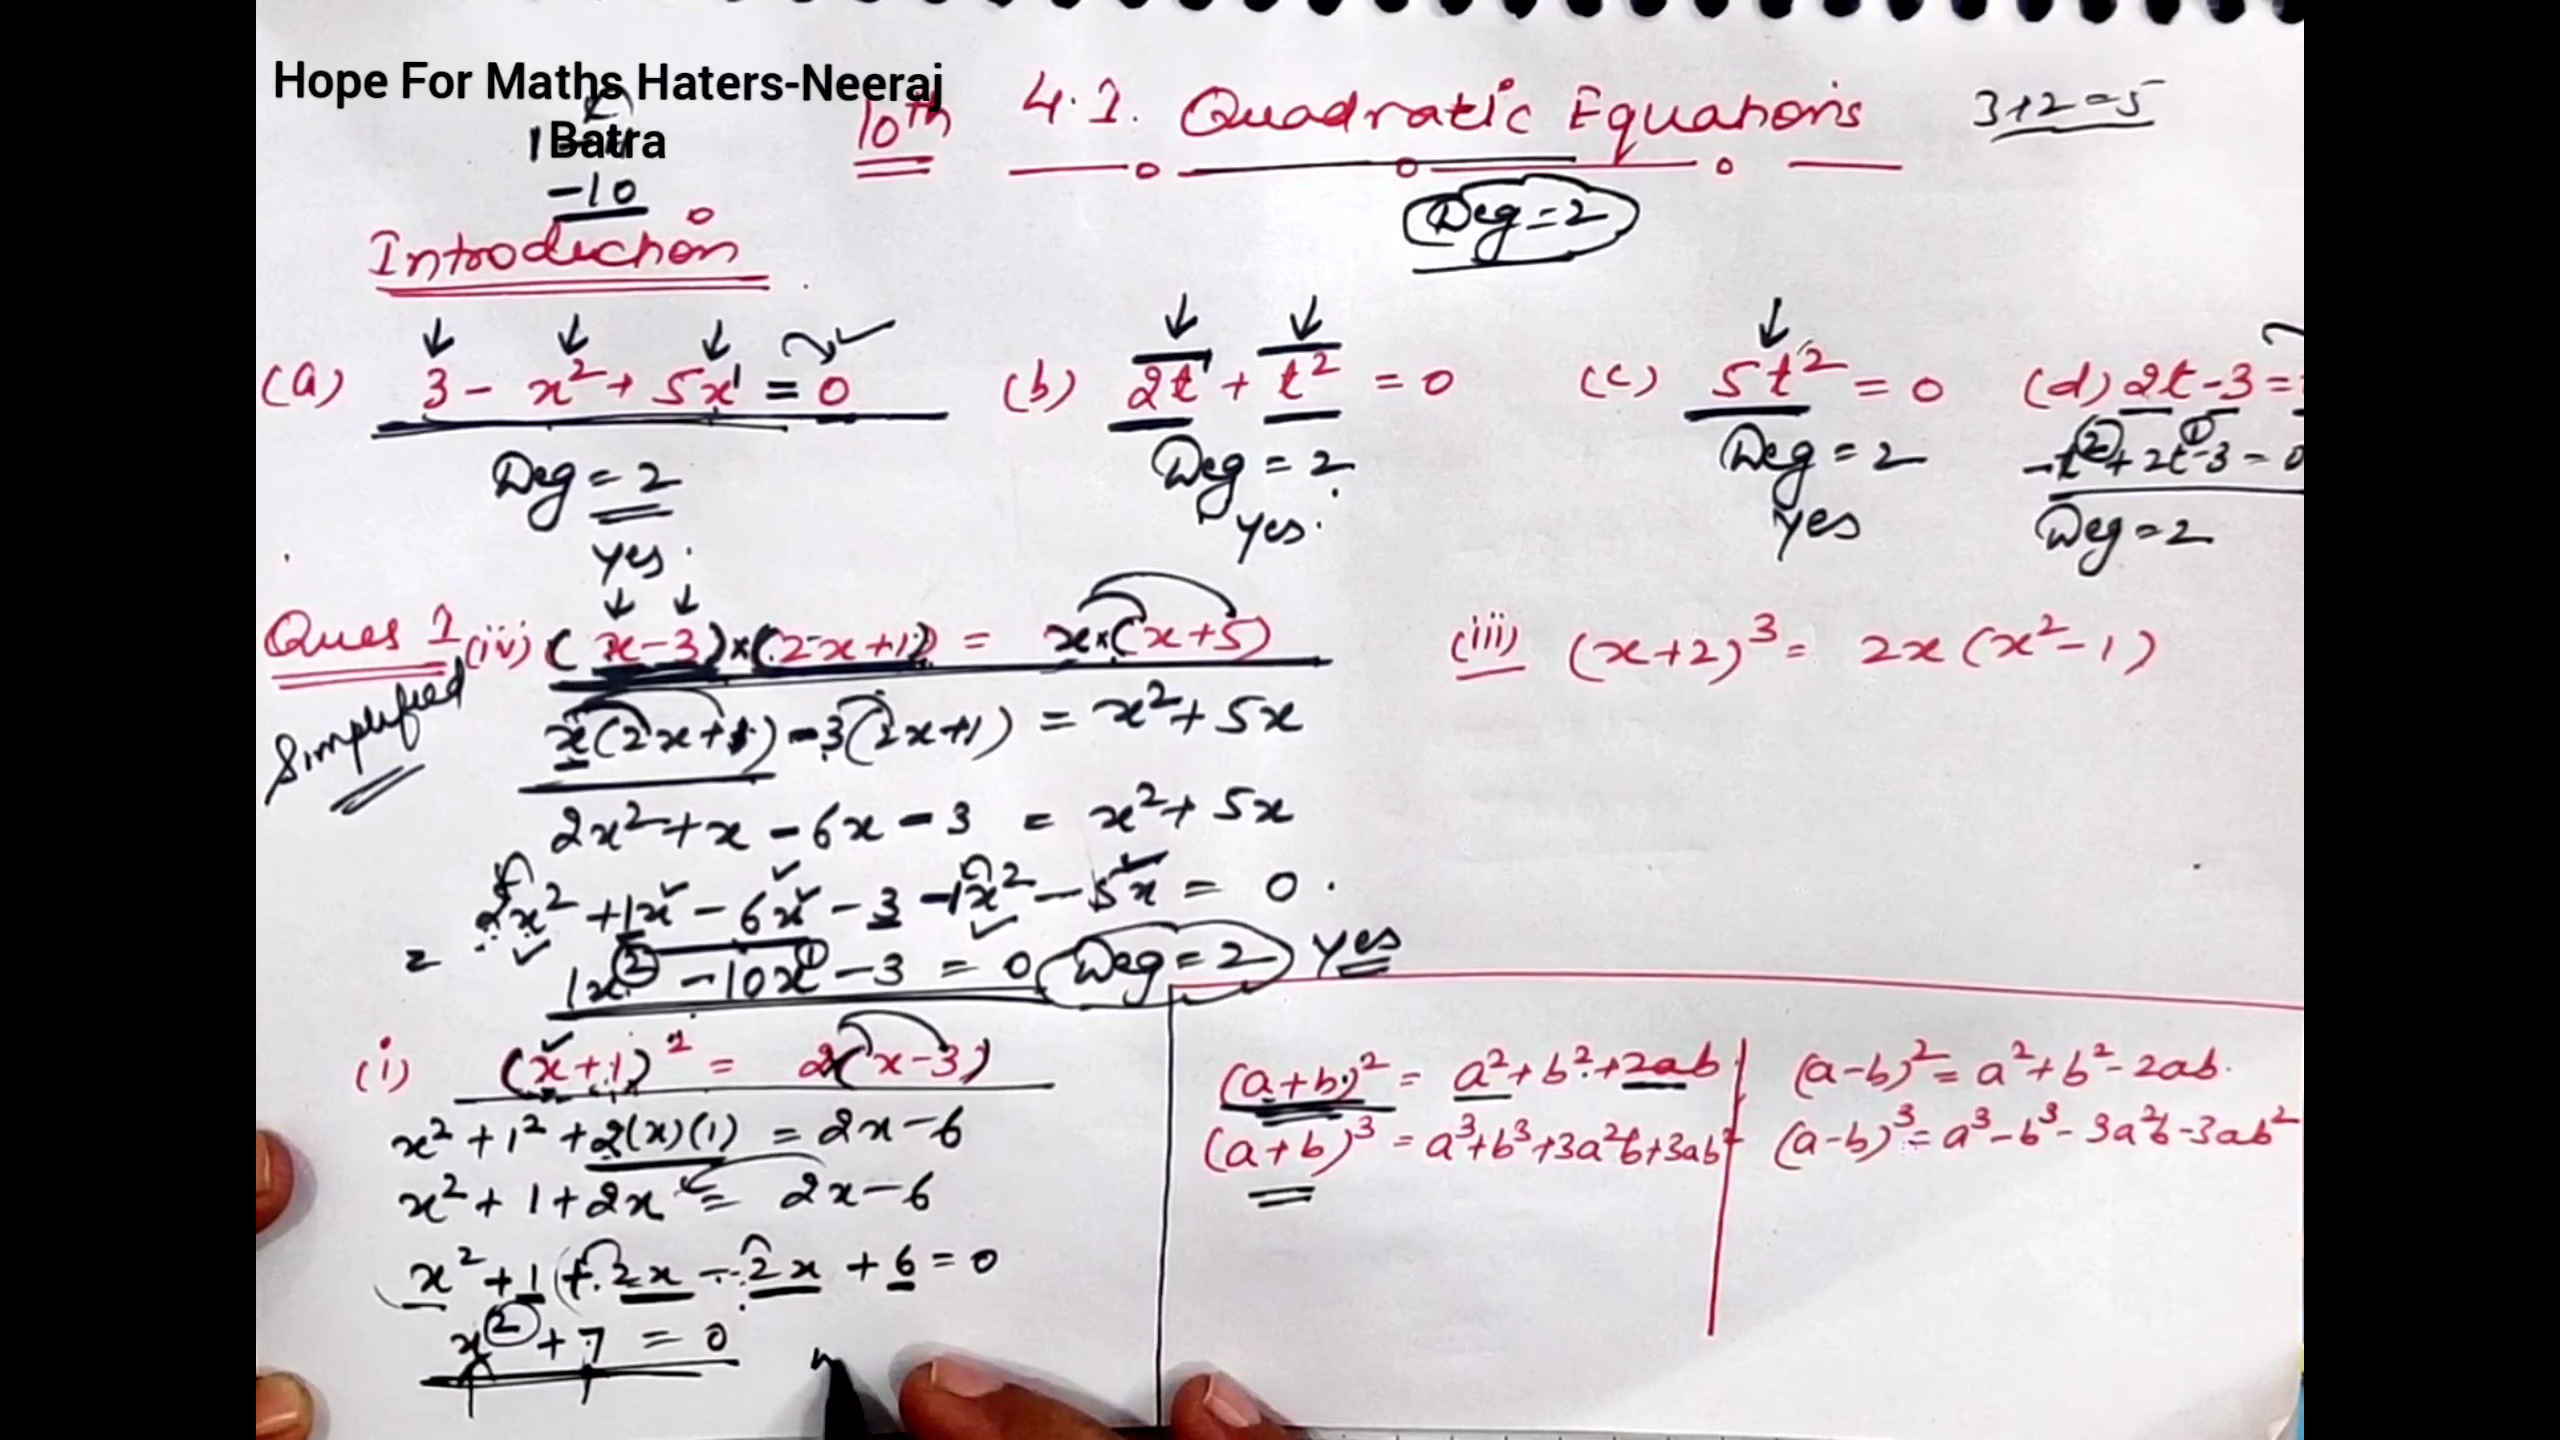 Hope For Maths Haters-Neeraj
Batra
-10
10th 4.1. Quadratic Equations
3+2=5
Deg=2
Introduction
(a) 3 - x² + 5x¹ = 0
Deg = 2
yes.
(b) 2t¹ + t² = 0
Deg = 2
yes.
(c) 5t² = 0
Deg = 2
yes
(d) 2t-3 =
-t²+2t¹-3=0
Deg=2
Ques 1 (iv) (x-3)×(2x+1) = x×(x+5)
Simplified
x(2x+1)-3(2x+1) = x²+5x
2x²+x-6x-3 = x²+5x
2x²+1x-6x-3-1x²-5x = 0.
= 1x²-10x¹-3 = 0 Deg=2 yes
(iii) (x+2)³= 2x(x²-1)
(i) (x+1)² = 2(x-3)
x²+1²+2(x)(1) = 2x-6
x²+1+2x = 2x-6
x²+1+2x-2x+6=0
x²+7 = 0
(a+b)² = a²+b²+2ab
(a+b)³ = a³+b³+3a²b+3ab²
(a-b)²=a²+b²-2ab.
(a-b)³=a³-b³-3a²b-3ab²